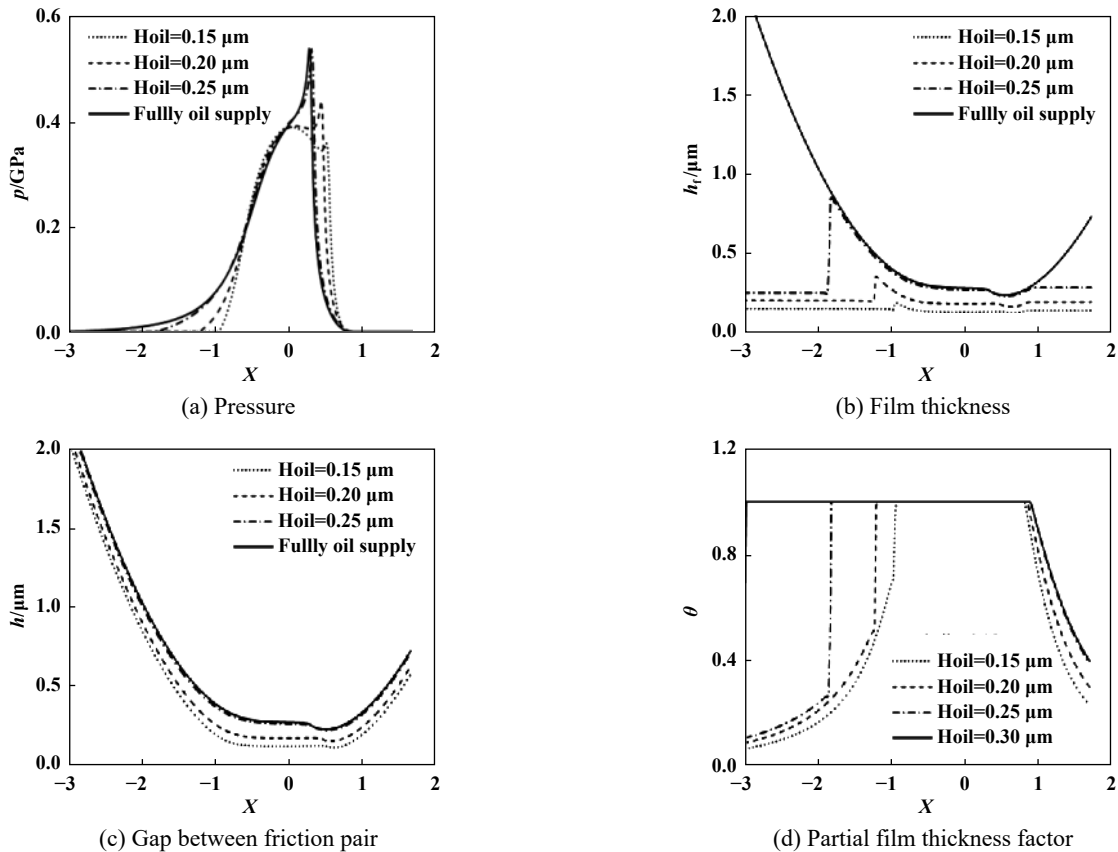 0.6
Hoil=0.15 μm
Hoil=0.20 μm
Hoil=0.25 μm
Fullly oil supply
0.4
p/GPa
0.2
0.0
−3 −2 −1 0 1 2
X
(a) Pressure
2.0
Hoil=0.15 μm
Hoil=0.20 μm
Hoil=0.25 μm
Fullly oil supply
1.5
hf/μm
1.0
0.5
0.0
−3 −2 −1 0 1 2
X
(b) Film thickness
2.0
Hoil=0.15 μm
Hoil=0.20 μm
Hoil=0.25 μm
Fullly oil supply
1.5
h/μm
1.0
0.5
0.0
−3 −2 −1 0 1 2
X
(c) Gap between friction pair
1.2
0.8
θ
0.4
Hoil=0.15 μm
Hoil=0.20 μm
Hoil=0.25 μm
Hoil=0.30 μm
0.0
−3 −2 −1 0 1 2
X
(d) Partial film thickness factor